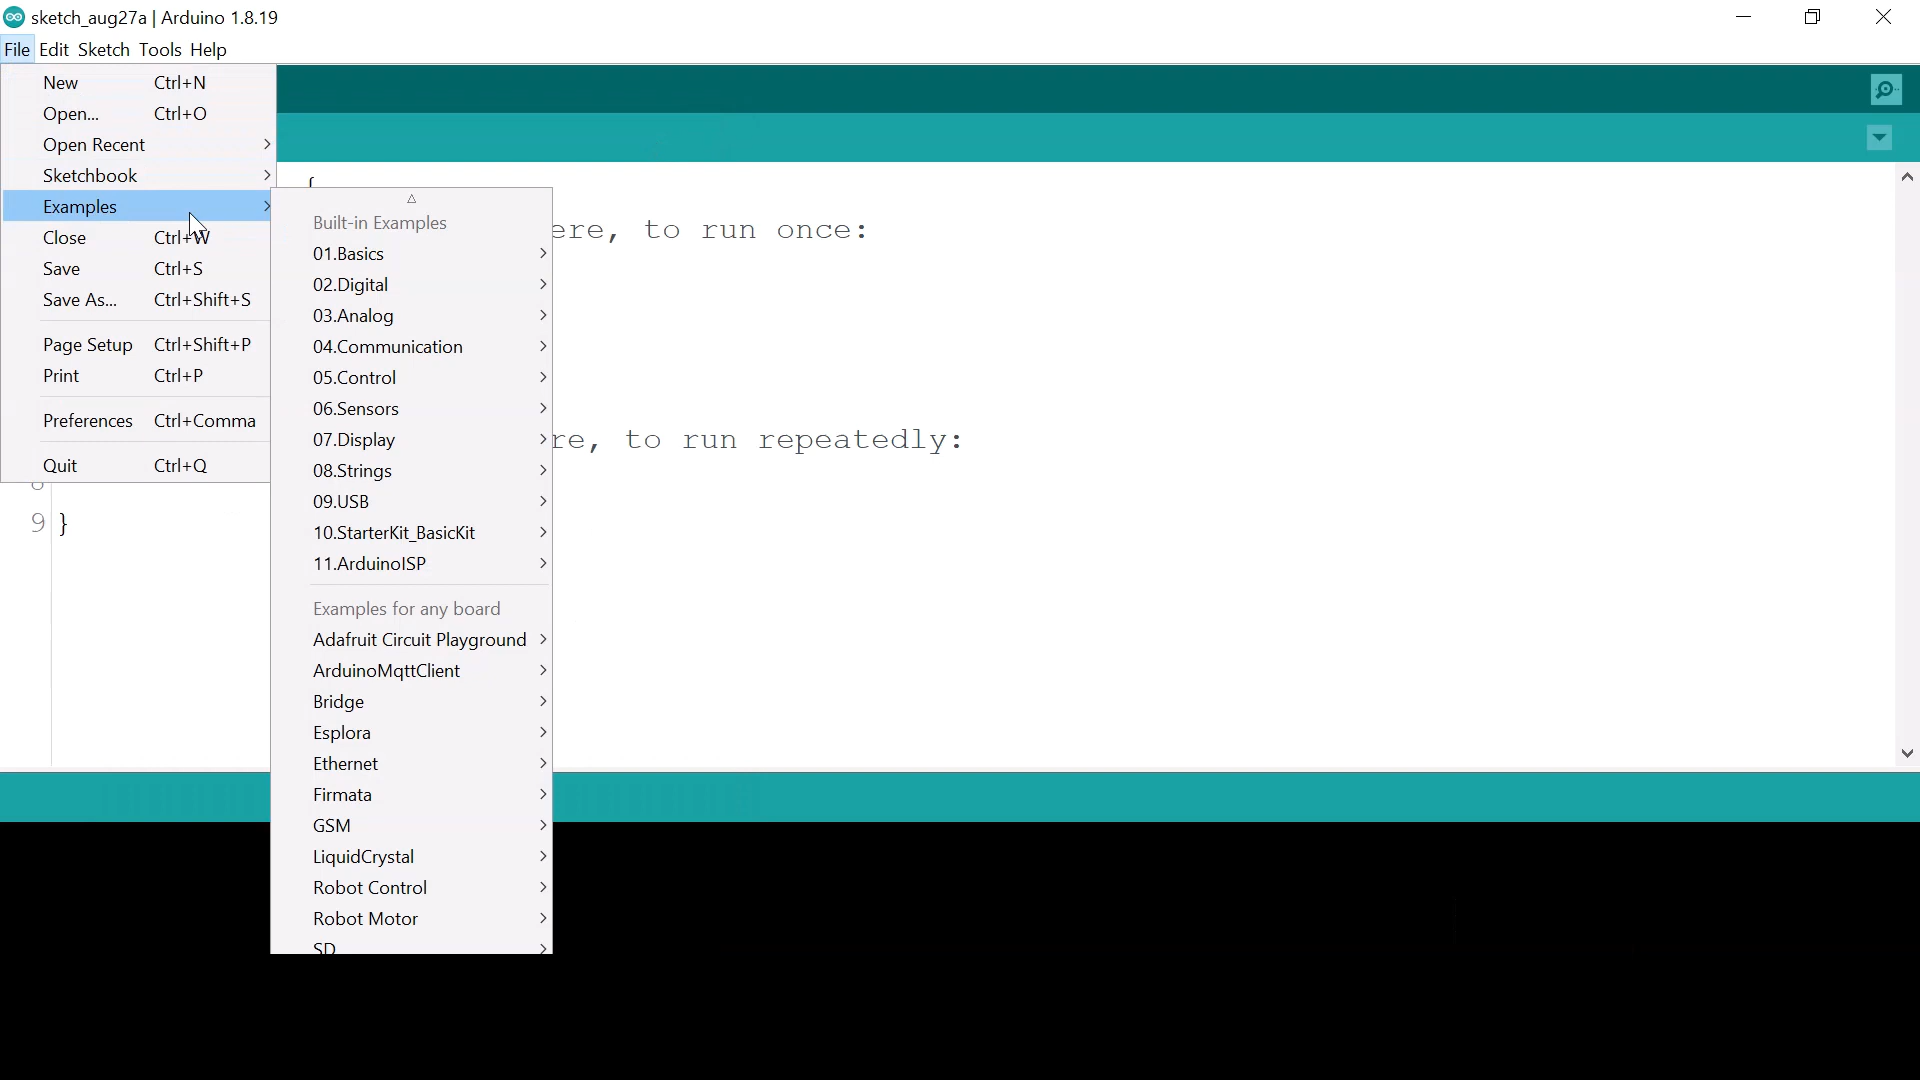 sketch_aug27a | Arduino 1.8.19
File Edit Sketch Tools Help
New Ctrl+N
Open... Ctrl+O
Open Recent
Sketchbook
Examples
Close Ctrl+W
Save Ctrl+S
Save As... Ctrl+Shift+S
Page Setup Ctrl+Shift+P
Print Ctrl+P
Preferences Ctrl+Comma
Quit Ctrl+Q
Built-in Examples
01.Basics
02.Digital
03.Analog
04.Communication
05.Control
06.Sensors
07.Display
08.Strings
09.USB
10.StarterKit_BasicKit
11.ArduinoISP
Examples for any board
Adafruit Circuit Playground
ArduinoMqttClient
Bridge
Esplora
Ethernet
Firmata
GSM
LiquidCrystal
Robot Control
Robot Motor
SD
{
ere, to run once:
re, to run repeatedly:
8
9 }